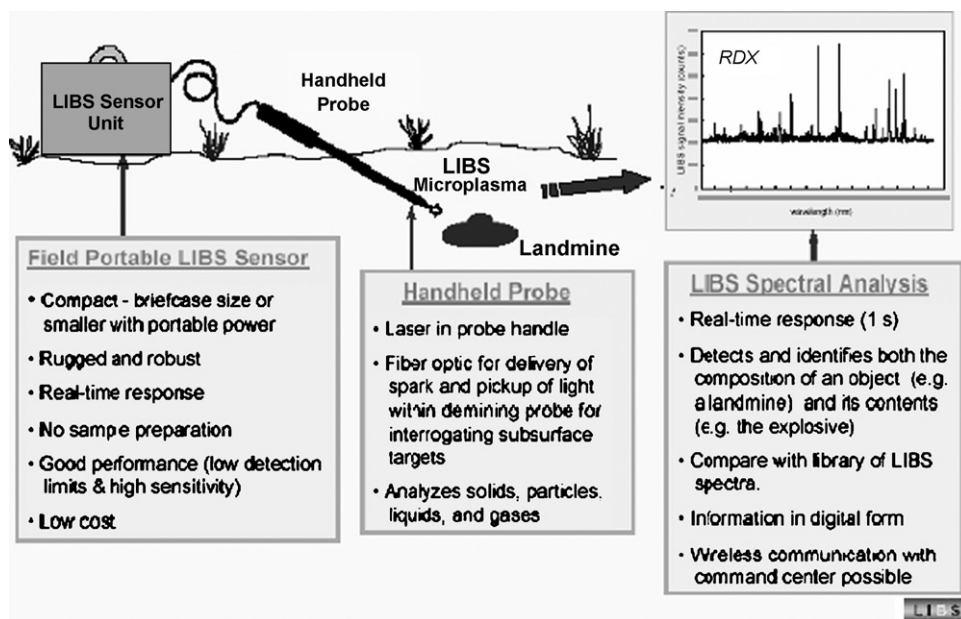 LIBS Sensor
Unit
Handheld
Probe
LIBS
Microplasma
Landmine
RDX
LIBS signal intensity (counts)
wavelength (nm)
Field Portable LIBS Sensor
• Compact - briefcase size or
smaller with portable power
• Rugged and robust
• Real-time response
• No sampe preparation
• Good performance (low detection
limits & high sensitivity)
• Low cost
Handheld Probe
• Laser in probe handle
• Fiber optic for delivery of
spark and pickup of light
within demining probe for
interrogating subsurface
targets
• Analyzes solids, particles,
liquids, and gases
LIBS Spectral Analysis
• Real-time response (1 s)
• Detects and identifies both the
composition of an object (e.g.
a landmine) and its contents
(e.g. the explosive)
• Compare with library of LIBS
spectra.
• Information in digital form
• Wireless communication with
command center possible
LIBS